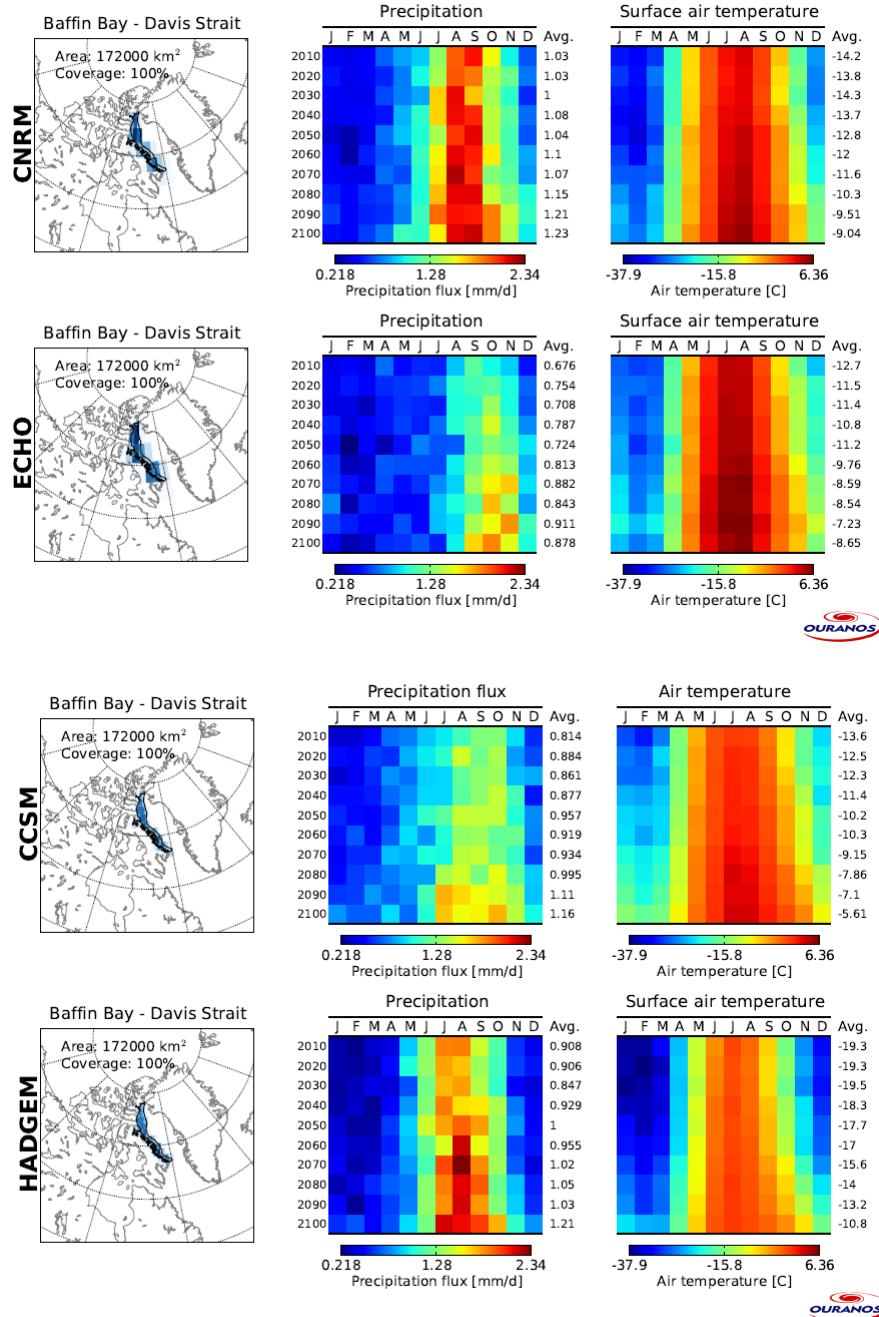 Baffin Bay - Davis Strait
Precipitation
Surface air temperature
CNRM
Area: 172000 km²
Coverage: 100%
J F M A M J J A S O N D Avg.
J F M A M J J A S O N D Avg.
2010 1.03 -14.2
2020 1.03 -13.8
2030 1 -14.3
2040 1.08 -13.7
2050 1.04 -12.8
2060 1.1 -12
2070 1.07 -11.6
2080 1.15 -10.3
2090 1.21 -9.51
2100 1.23 -9.04
0.218 1.28 2.34
Precipitation flux [mm/d]
-37.9 -15.8 6.36
Air temperature [C]
Baffin Bay - Davis Strait
Precipitation
Surface air temperature
ECHO
Area: 172000 km²
Coverage: 100%
J F M A M J J A S O N D Avg.
J F M A M J J A S O N D Avg.
2010 0.676 -12.7
2020 0.754 -11.5
2030 0.708 -11.4
2040 0.787 -10.8
2050 0.724 -11.2
2060 0.813 -9.76
2070 0.882 -8.59
2080 0.843 -8.54
2090 0.911 -7.23
2100 0.878 -8.65
0.218 1.28 2.34
Precipitation flux [mm/d]
-37.9 -15.8 6.36
Air temperature [C]
OURANOS
Baffin Bay - Davis Strait
Precipitation flux
Air temperature
CCSM
Area: 172000 km²
Coverage: 100%
J F M A M J J A S O N D Avg.
J F M A M J J A S O N D Avg.
2010 0.814 -13.6
2020 0.884 -12.5
2030 0.861 -12.3
2040 0.877 -11.4
2050 0.957 -10.2
2060 0.919 -10.3
2070 0.934 -9.15
2080 0.995 -7.86
2090 1.11 -7.1
2100 1.16 -5.61
0.218 1.28 2.34
Precipitation flux [mm/d]
-37.9 -15.8 6.36
Air temperature [C]
Baffin Bay - Davis Strait
Precipitation
Surface air temperature
HADGEM
Area: 172000 km²
Coverage: 100%
J F M A M J J A S O N D Avg.
J F M A M J J A S O N D Avg.
2010 0.908 -19.3
2020 0.906 -19.3
2030 0.847 -19.5
2040 0.929 -18.3
2050 1 -17.7
2060 0.955 -17
2070 1.02 -15.6
2080 1.05 -14
2090 1.03 -13.2
2100 1.21 -10.8
0.218 1.28 2.34
Precipitation flux [mm/d]
-37.9 -15.8 6.36
Air temperature [C]
OURANOS